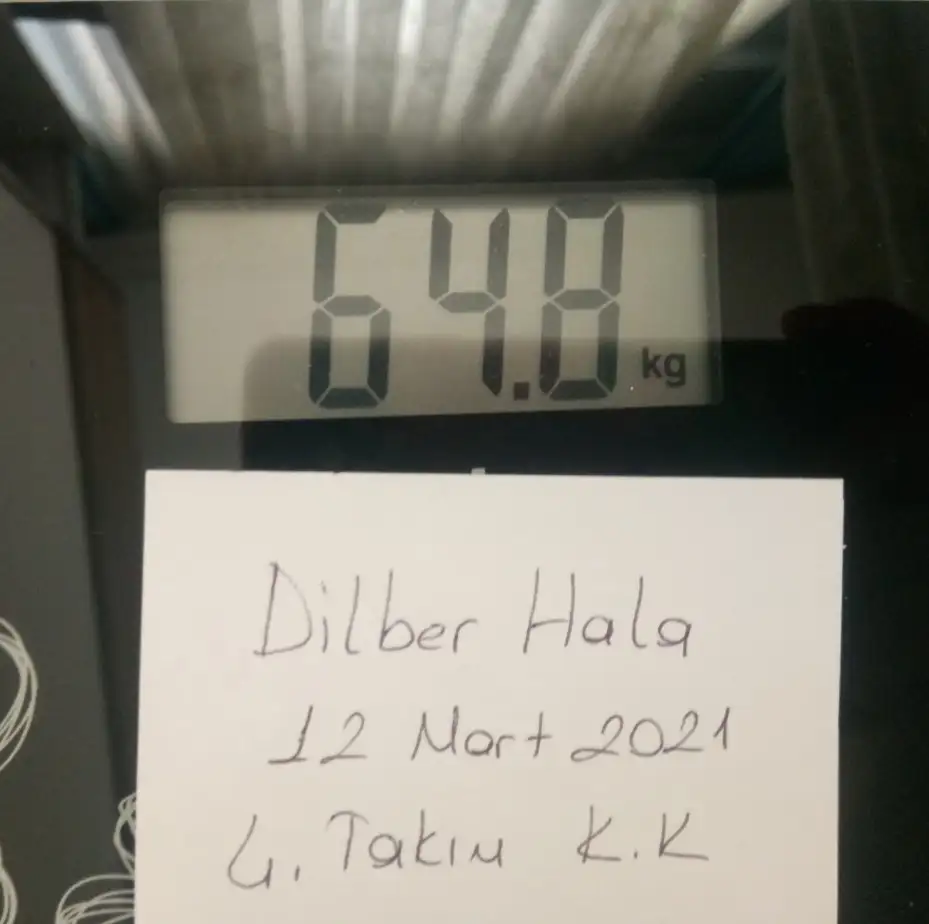 64.8 kg
Dilber Hala
12 Mart 2021
4. Takım K.K